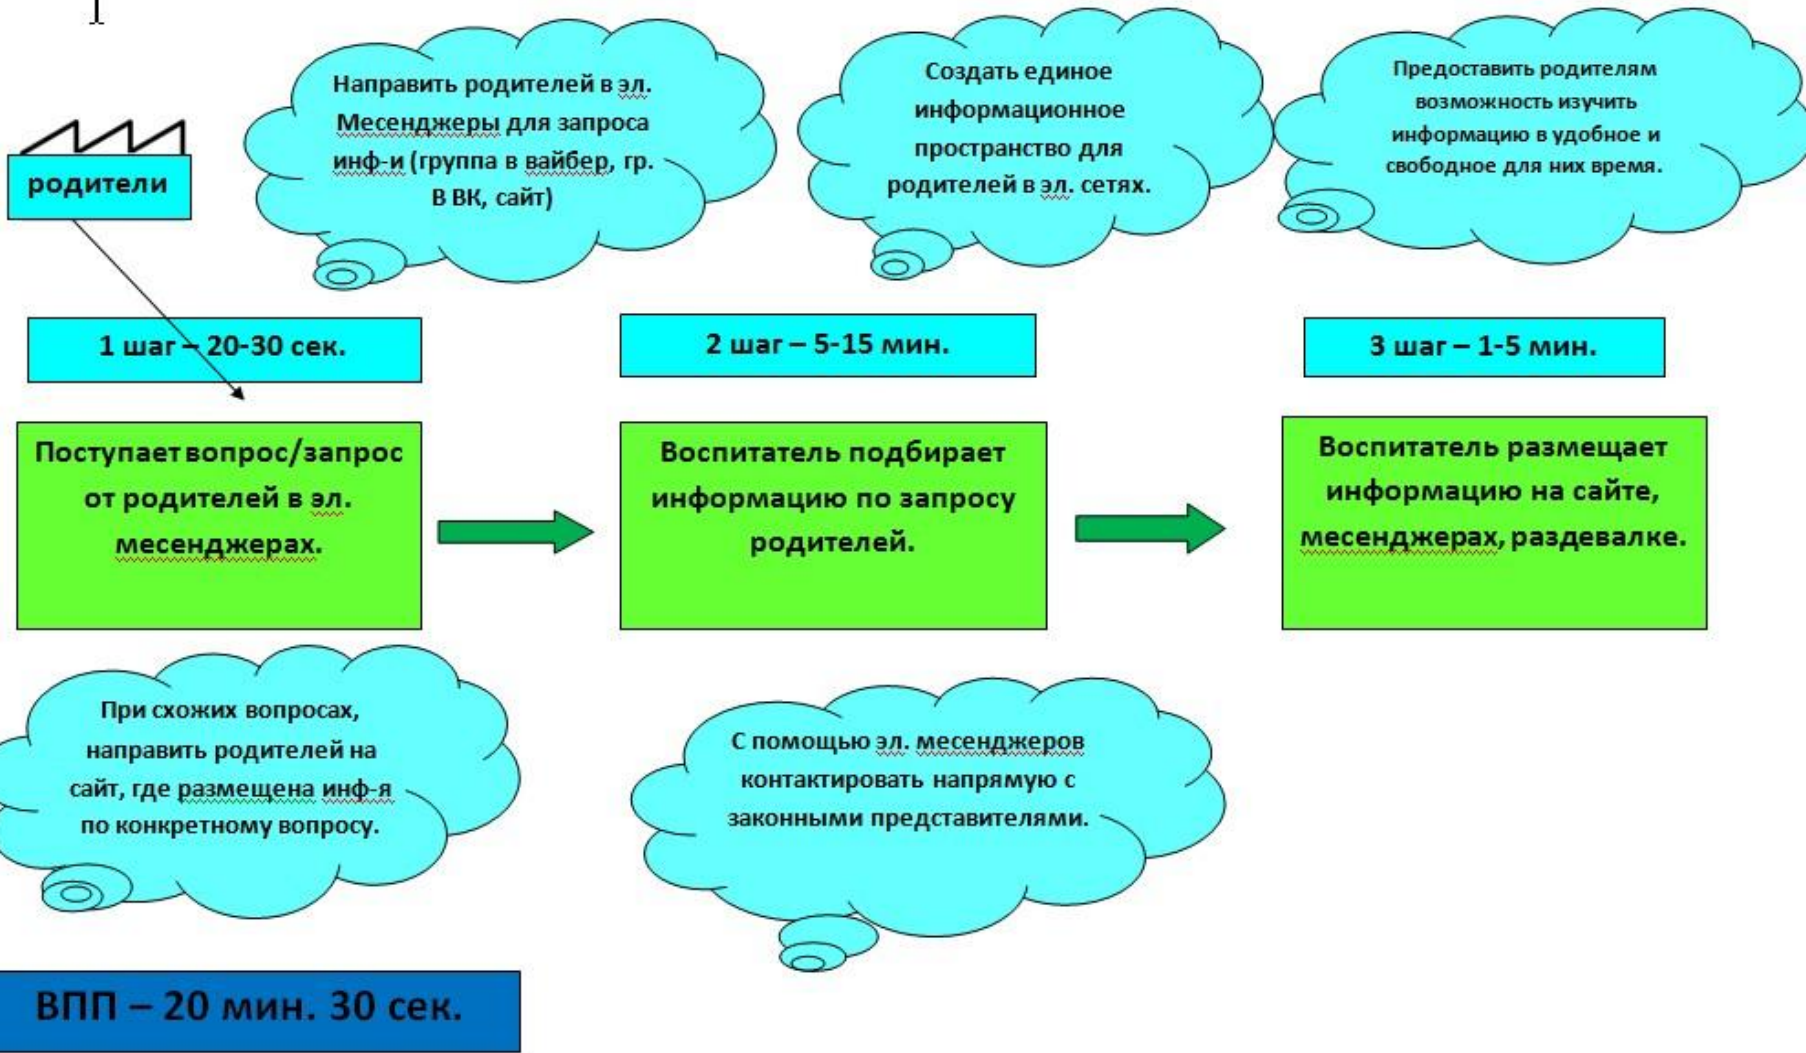 Направить родителей в эл.
Месенджеры для запроса
инф-и (группа в вайбер, гр.
В ВК, сайт)
Создать единое
информационное
пространство для
родителей в эл. сетях.
Предоставить родителям
возможность изучить
информацию в удобное и
свободное для них время.
родители
1 шаг – 20-30 сек.
2 шаг – 5-15 мин.
3 шаг – 1-5 мин.
Поступает вопрос/запрос
от родителей в эл.
месенджерах.
Воспитатель подбирает
информацию по запросу
родителей.
Воспитатель размещает
информацию на сайте,
месенджерах, раздевалке.
При схожих вопросах,
направить родителей на
сайт, где размещена инф-я
по конкретному вопросу.
С помощью эл. месенджеров
контактировать напрямую с
законными представителями.
ВПП – 20 мин. 30 сек.